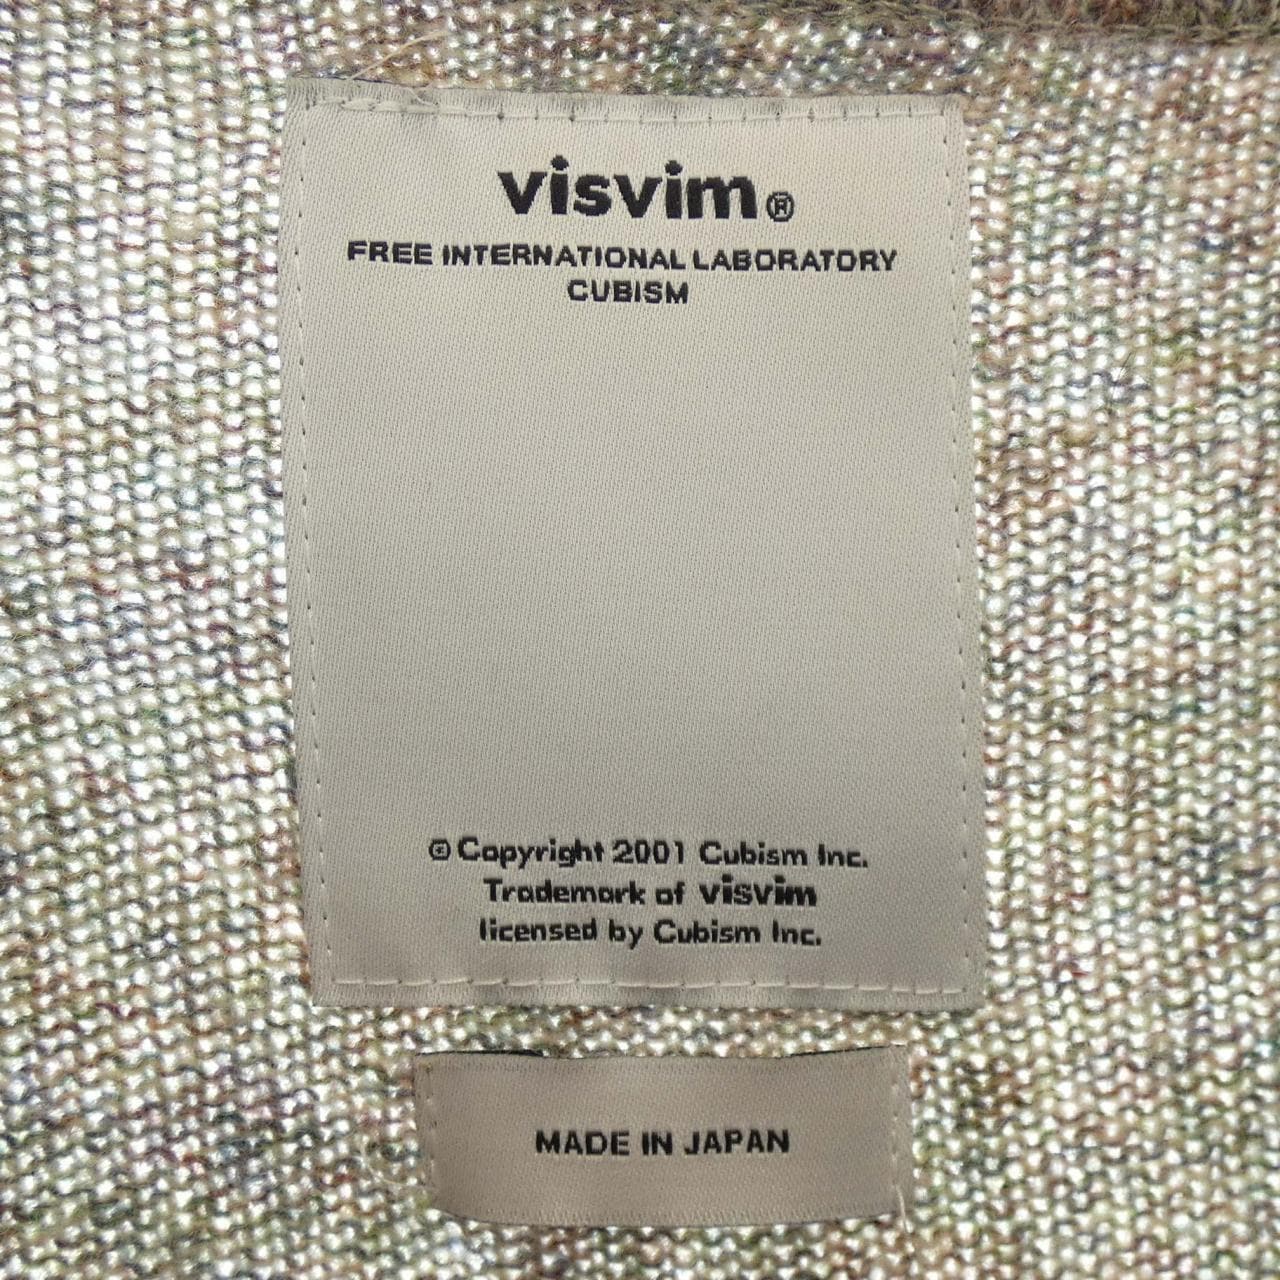 visvim®
FREE INTERNATIONAL LABORATORY
CUBISM
© Copyright 2001 Cubism Inc.
Trademark of visvim
licensed by Cubism Inc.
MADE IN JAPAN